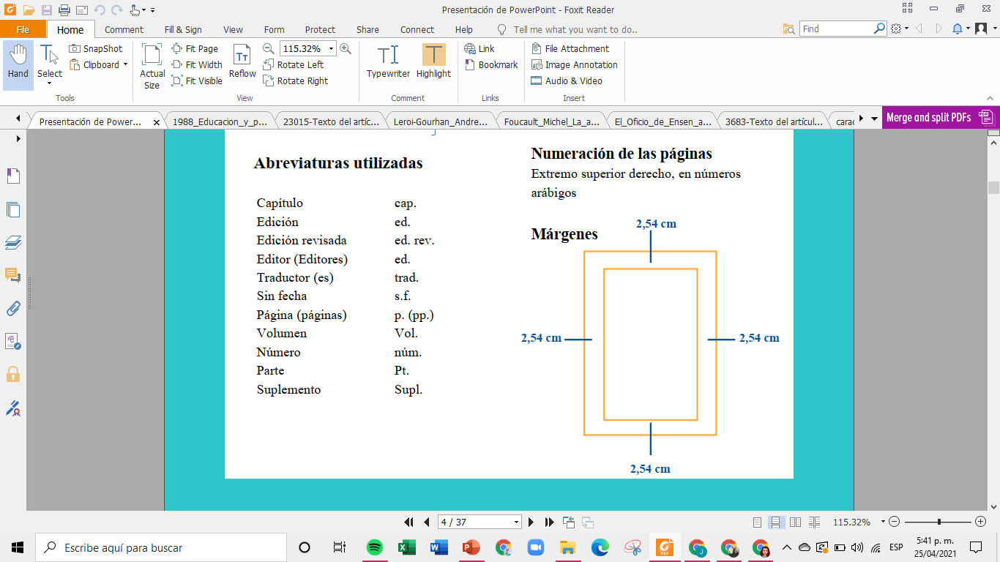 Presentación de PowerPoint - Foxit Reader
File Home Comment Fill & Sign View Form Protect Share Connect Help Tell me what you want to do.. Find
Hand
Select
SnapShot
Clipboard
Tools
Actual Size
Fit Page
Fit Width
Fit Visible
Reflow
115.32%
Rotate Left
Rotate Right
View
Typewriter
Highlight
Comment
Link
Bookmark
Links
File Attachment
Image Annotation
Audio & Video
Insert
Presentación de Power... 1988_Educacion_y_p... 23015-Texto del artíc... Leroi-Gourhan_Andre... Foucault_Michel_La_a... El_Oficio_de_Ensen_a... 3683-Texto del artícul... carac Merge and split PDFs
Abreviaturas utilizadas
Capítulo cap.
Edición ed.
Edición revisada ed. rev.
Editor (Editores) ed.
Traductor (es) trad.
Sin fecha s.f.
Página (páginas) p. (pp.)
Volumen Vol.
Número núm.
Parte Pt.
Suplemento Supl.
Numeración de las páginas
Extremo superior derecho, en números
arábigos
Márgenes
2,54 cm
2,54 cm
2,54 cm
2,54 cm
4 / 37
115.32%
Escribe aquí para buscar
ESP
5:41 p. m.
25/04/2021